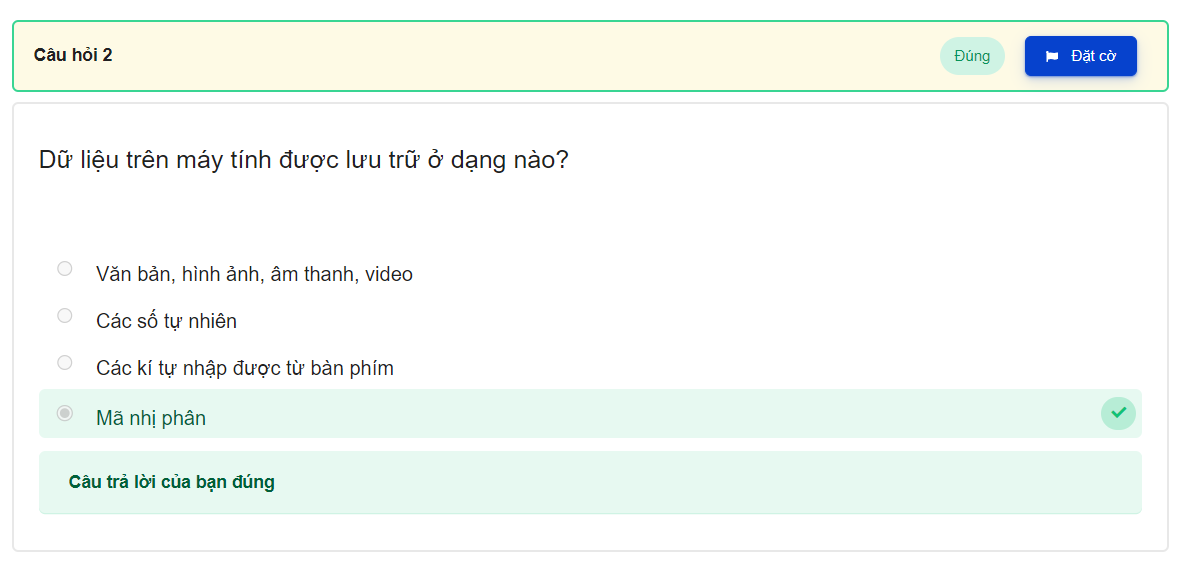 Câu hỏi 2
Đúng
Đặt cờ
Dữ liệu trên máy tính được lưu trữ ở dạng nào?
Văn bản, hình ảnh, âm thanh, video
Các số tự nhiên
Các kí tự nhập được từ bàn phím
Mã nhị phân
Câu trả lời của bạn đúng